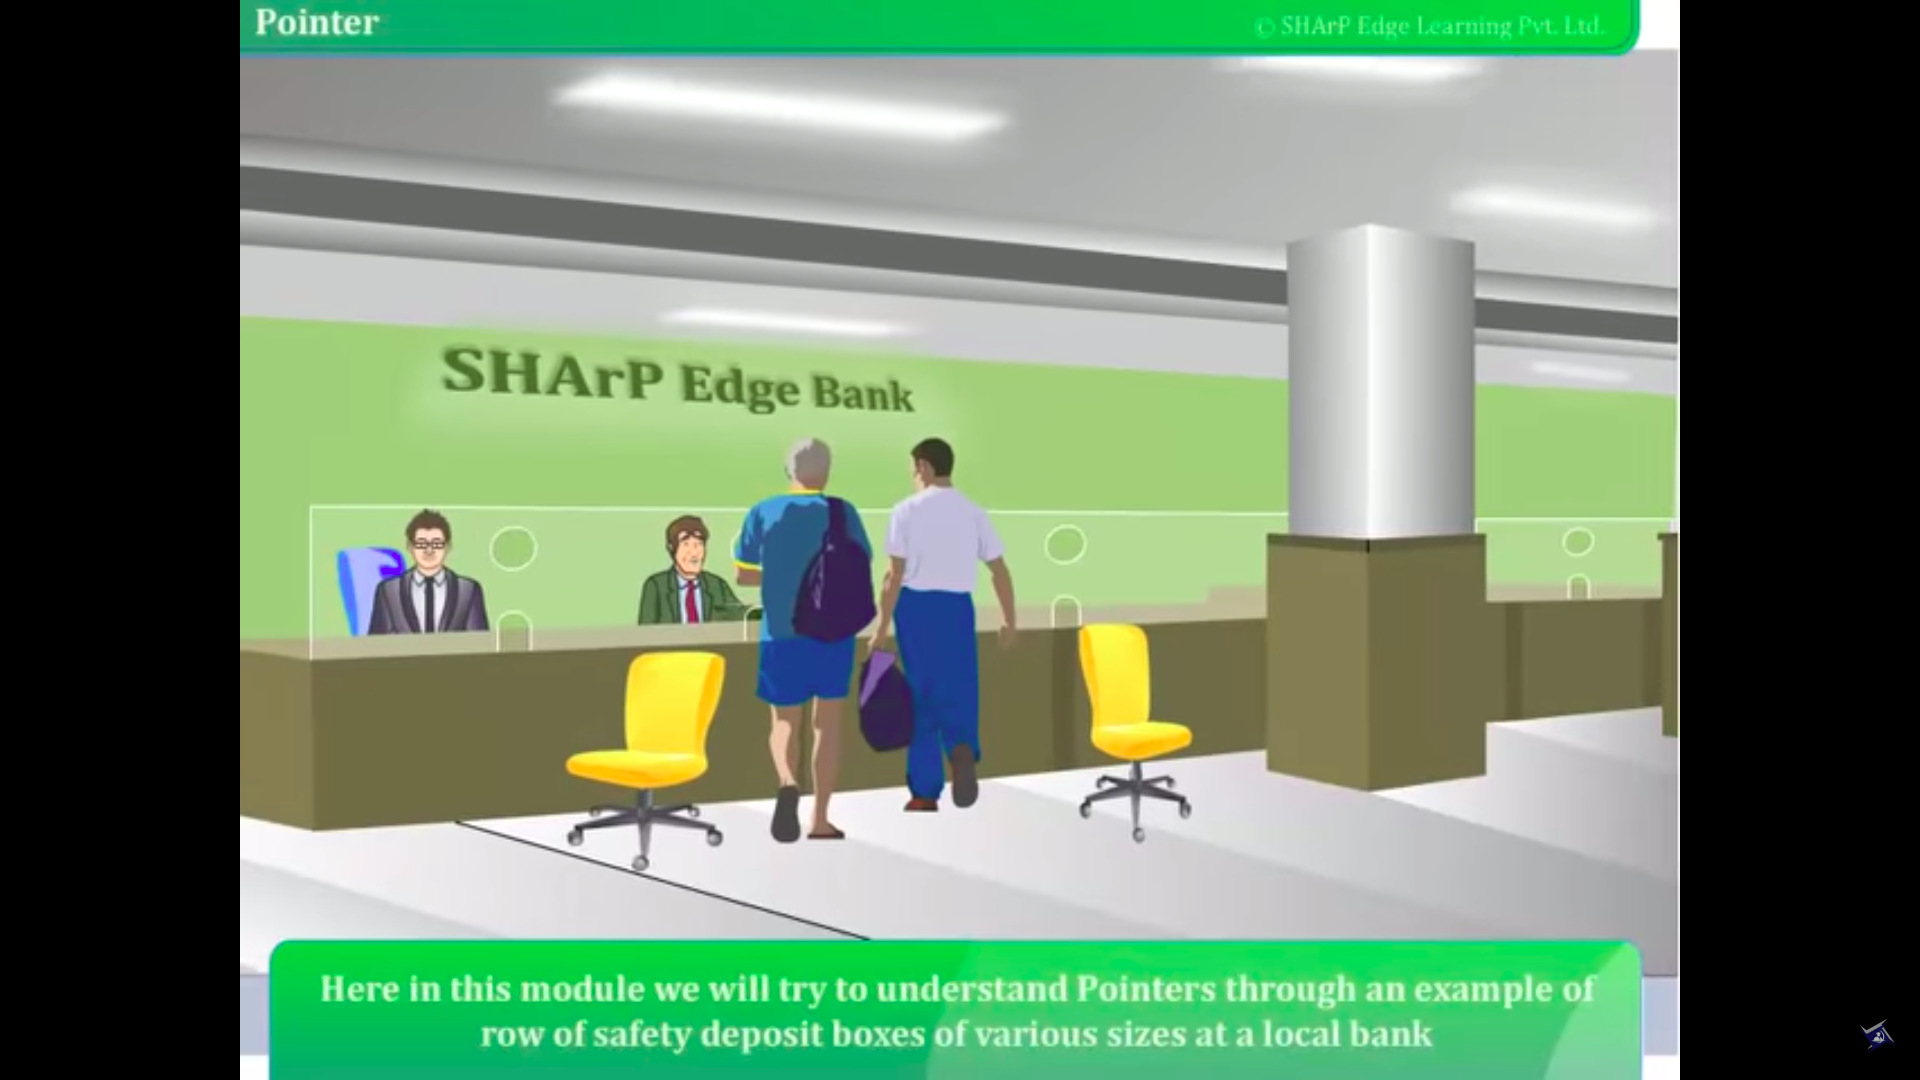 Pointer
© SHArP Edge Learning Pvt. Ltd.
SHArP Edge Bank
Here in this module we will try to understand Pointers through an example of
row of safety deposit boxes of various sizes at a local bank